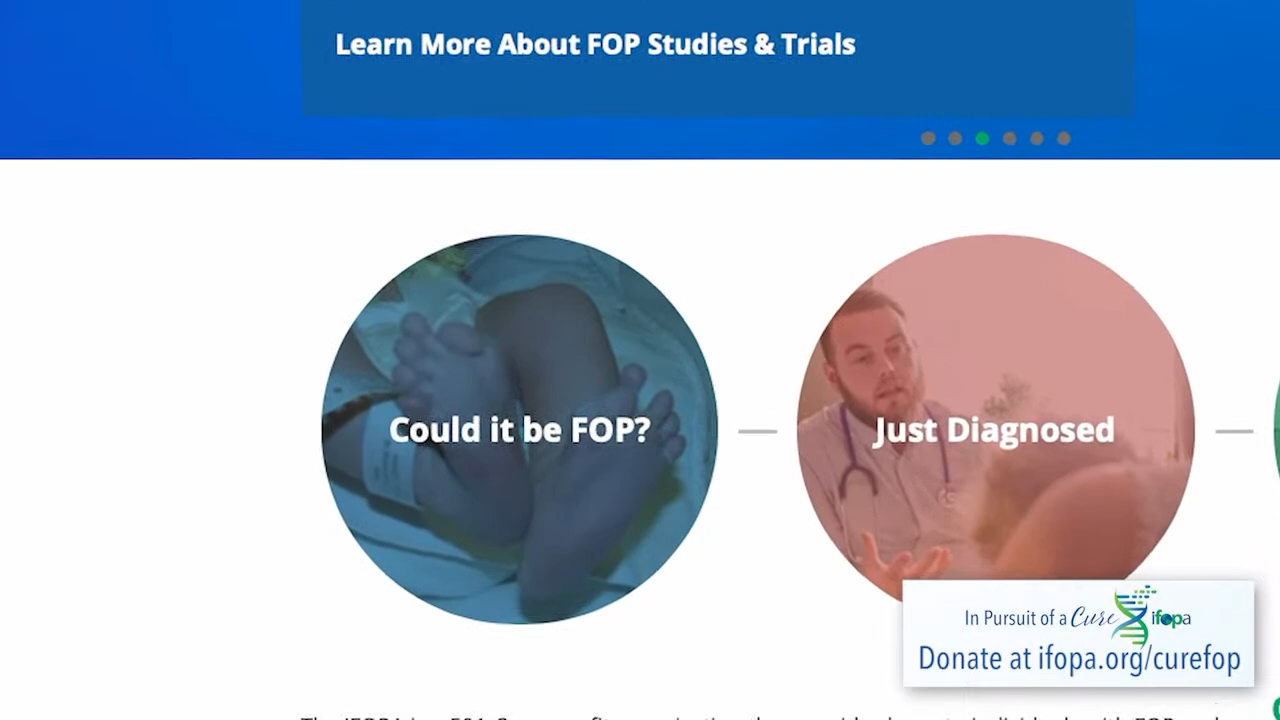 Learn More About FOP Studies & Trials
Could it be FOP?
Just Diagnosed
In Pursuit of a Cure ifopa
Donate at ifopa.org/curefop